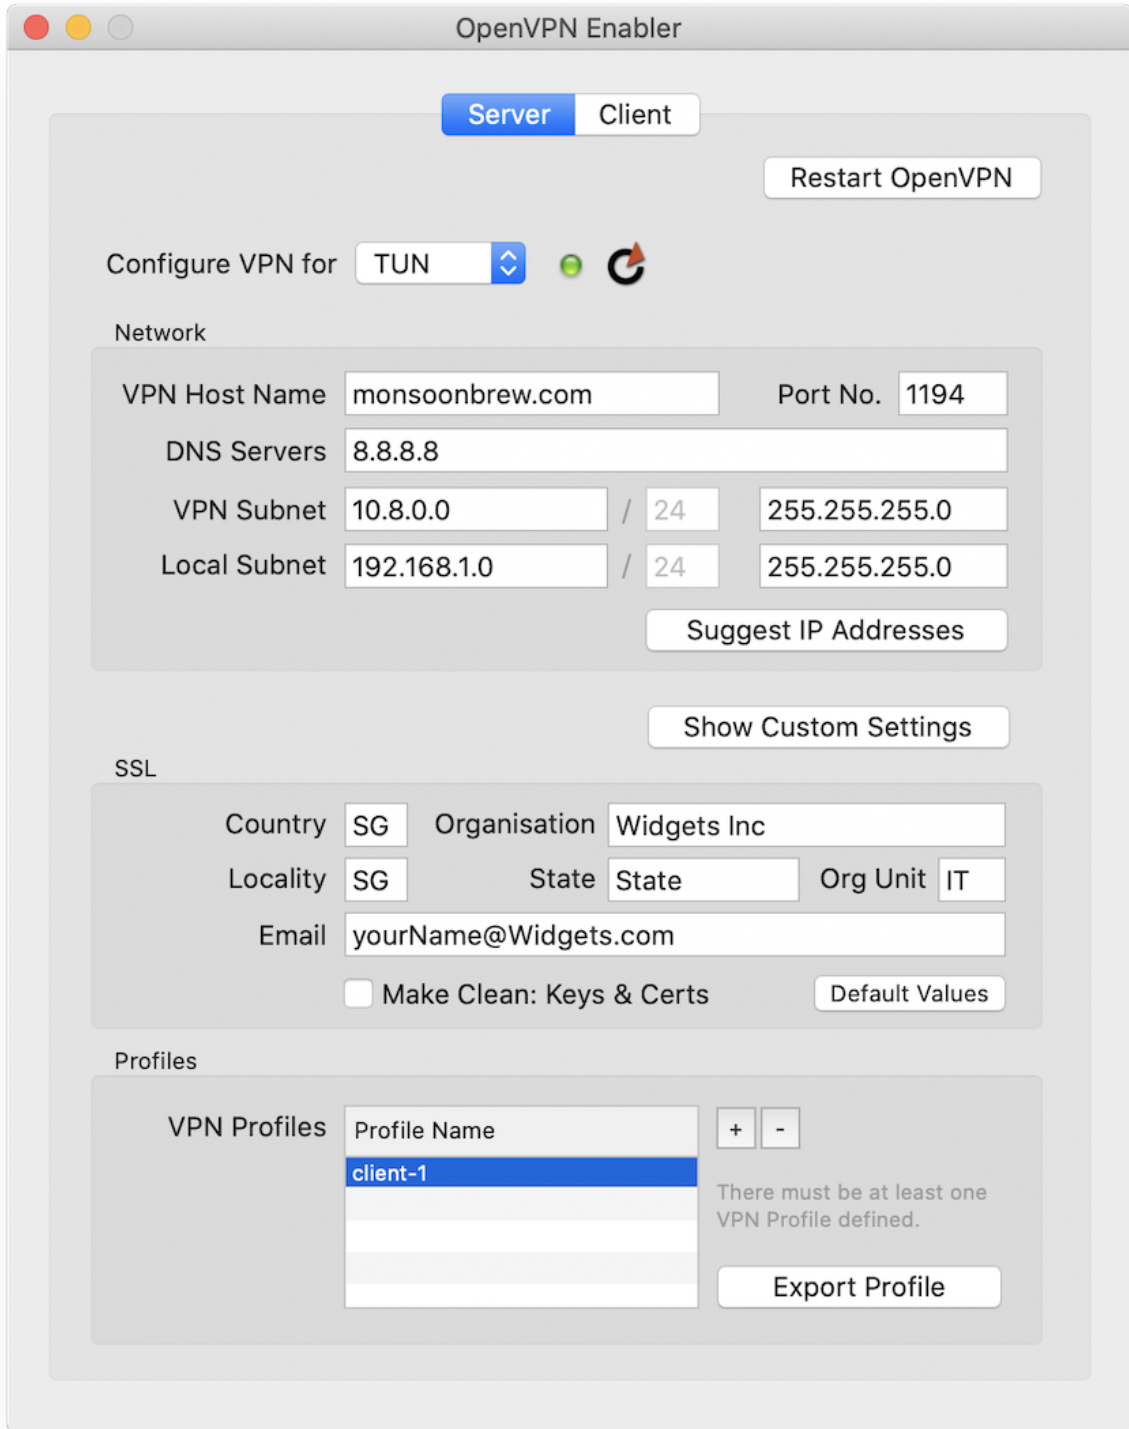 OpenVPN Enabler
Server Client
Restart OpenVPN
Configure VPN for TUN
Network
VPN Host Name monsoonbrew.com Port No. 1194
DNS Servers 8.8.8.8
VPN Subnet 10.8.0.0 / 24 255.255.255.0
Local Subnet 192.168.1.0 / 24 255.255.255.0
Suggest IP Addresses
Show Custom Settings
SSL
Country SG Organisation Widgets Inc
Locality SG State State Org Unit IT
Email yourName@Widgets.com
Make Clean: Keys & Certs Default Values
Profiles
VPN Profiles Profile Name + -
client-1
There must be at least one
VPN Profile defined.
Export Profile